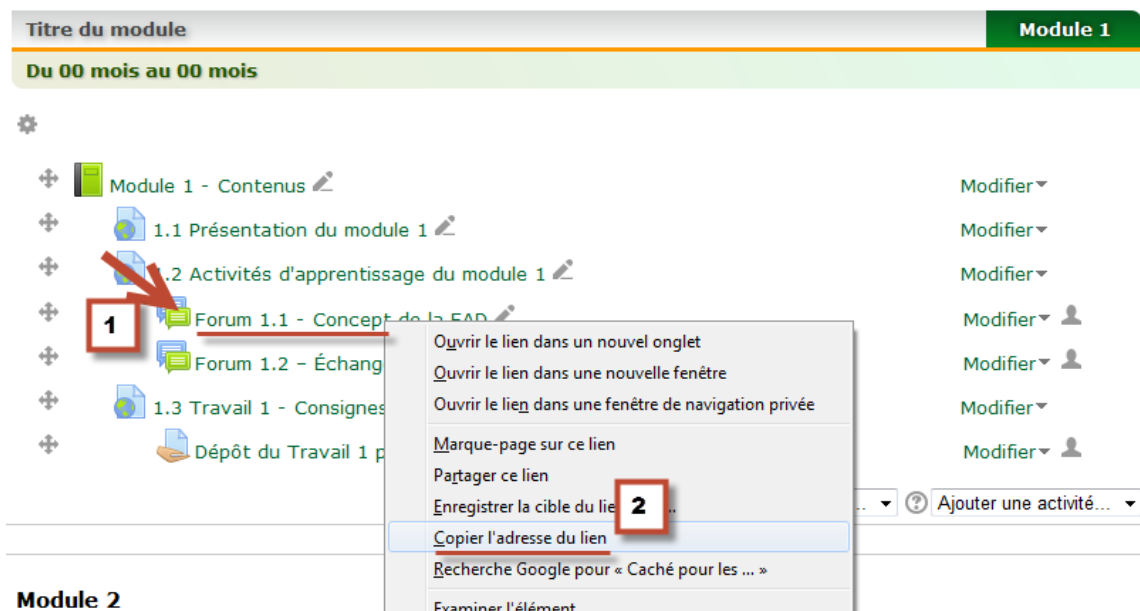 Titre du module Module 1
Du 00 mois au 00 mois
Module 1 - Contenus Modifier
1.1 Présentation du module 1 Modifier
1.2 Activités d'apprentissage du module 1 Modifier
1 Forum 1.1 - Concept de la FAD Modifier
Ouvrir le lien dans un nouvel onglet
Forum 1.2 – Échang Modifier
Ouvrir le lien dans une nouvelle fenêtre
1.3 Travail 1 - Consignes Modifier
Ouvrir le lien dans une fenêtre de navigation privée
Dépôt du Travail 1 p Modifier
Marque-page sur ce lien
Partager ce lien
Enregistrer la cible du lie 2 .. .. Ajouter une activité...
Copier l'adresse du lien
Recherche Google pour « Caché pour les ... »
Module 2
Examiner l'élément